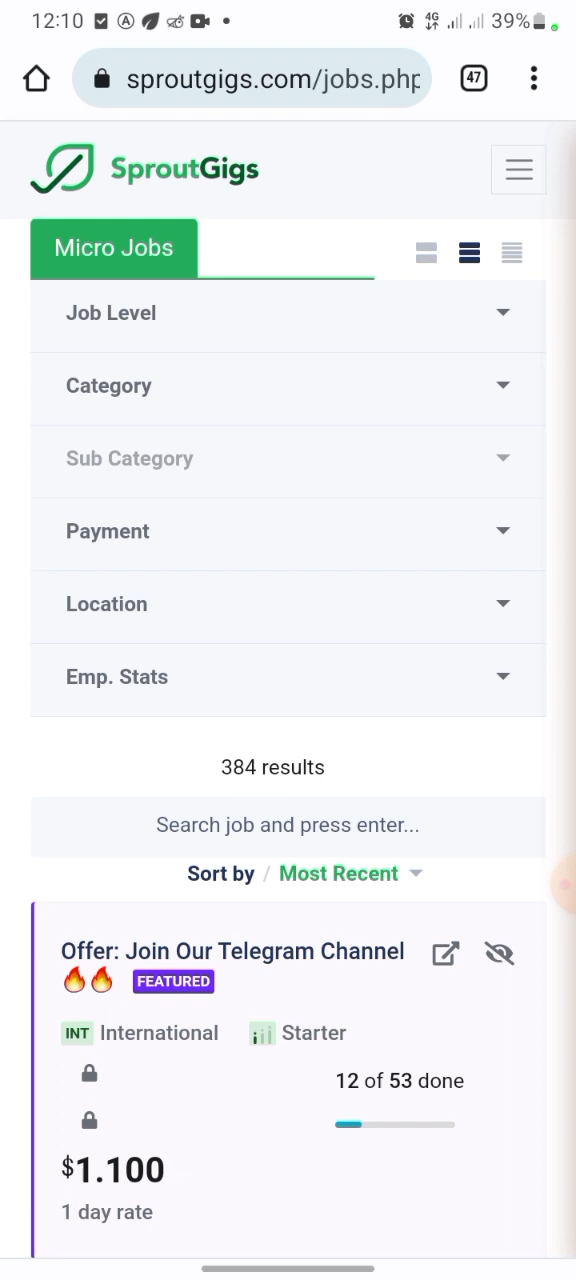 12:10 4G 39%
sproutgigs.com/jobs.php 47
SproutGigs
Micro Jobs
Job Level
Category
Sub Category
Payment
Location
Emp. Stats
384 results
Search job and press enter...
Sort by / Most Recent
Offer: Join Our Telegram Channel
🔥🔥 FEATURED
INT International Starter
12 of 53 done
$1.100
1 day rate